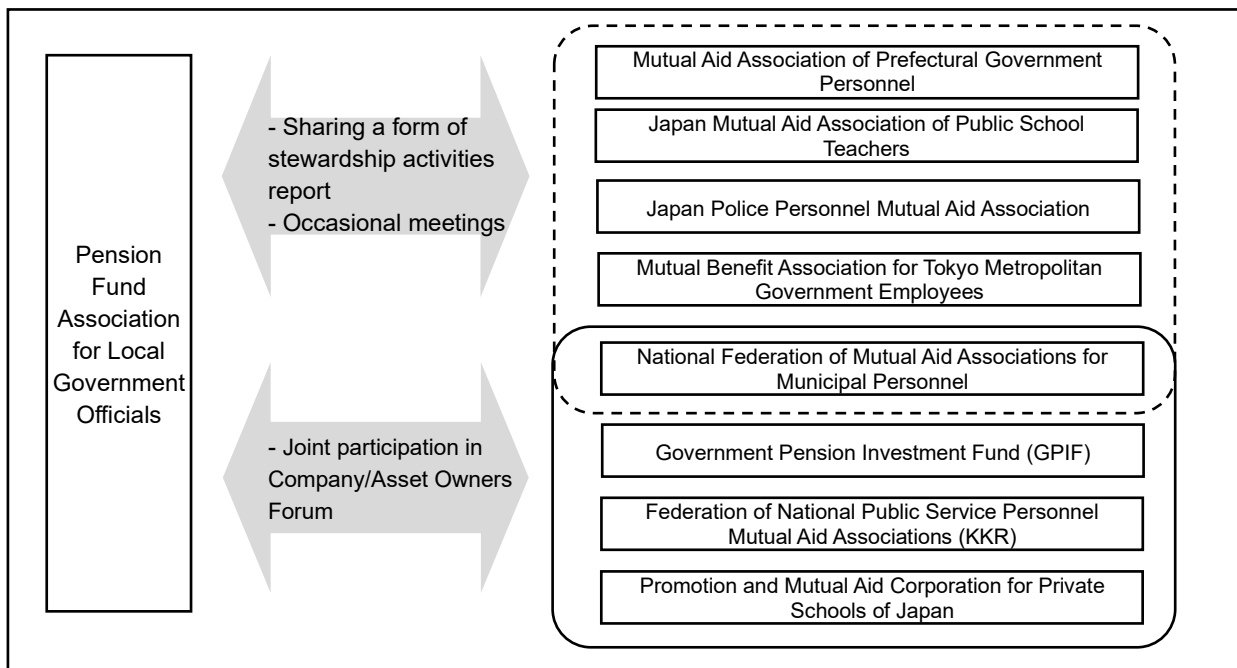 Pension
Fund
Association
for Local
Government
Officials
- Sharing a form of
stewardship activities
report
- Occasional meetings
- Joint participation in
Company/Asset Owners
Forum
Mutual Aid Association of Prefectural Government
Personnel
Japan Mutual Aid Association of Public School
Teachers
Japan Police Personnel Mutual Aid Association
Mutual Benefit Association for Tokyo Metropolitan
Government Employees
National Federation of Mutual Aid Associations for
Municipal Personnel
Government Pension Investment Fund (GPIF)
Federation of National Public Service Personnel
Mutual Aid Associations (KKR)
Promotion and Mutual Aid Corporation for Private
Schools of Japan